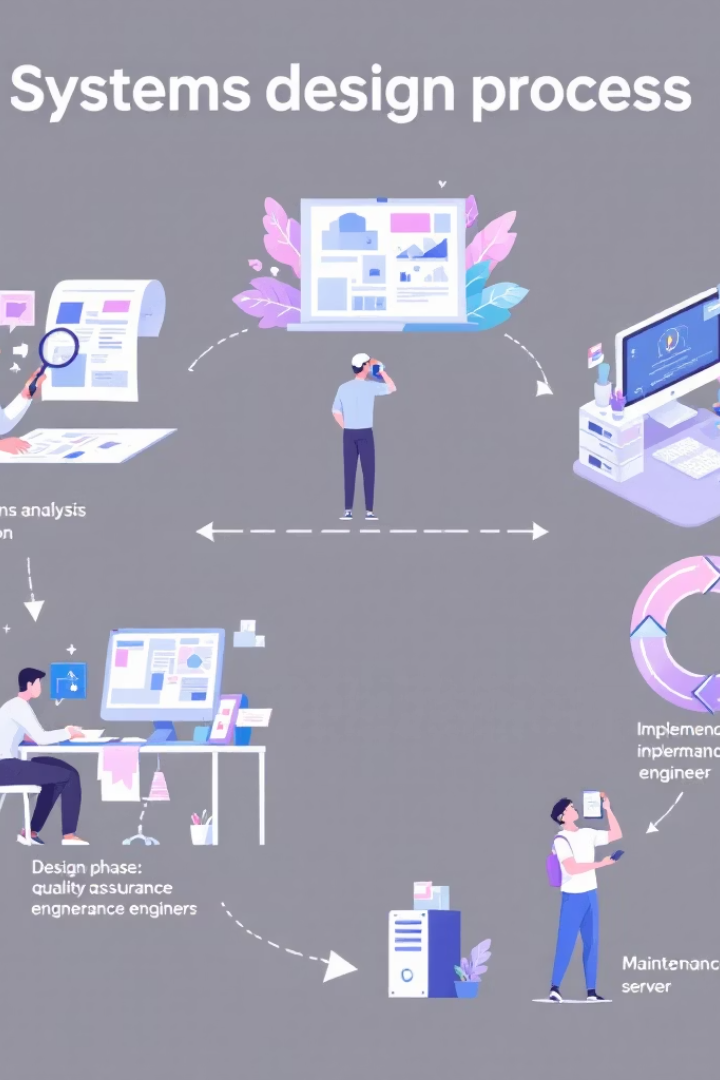 Systems design process
ns analysis
on
Design phase:
quality assurance
engnerance enginers
Implemenc
inpermanc
engineer
Maintenanc
server